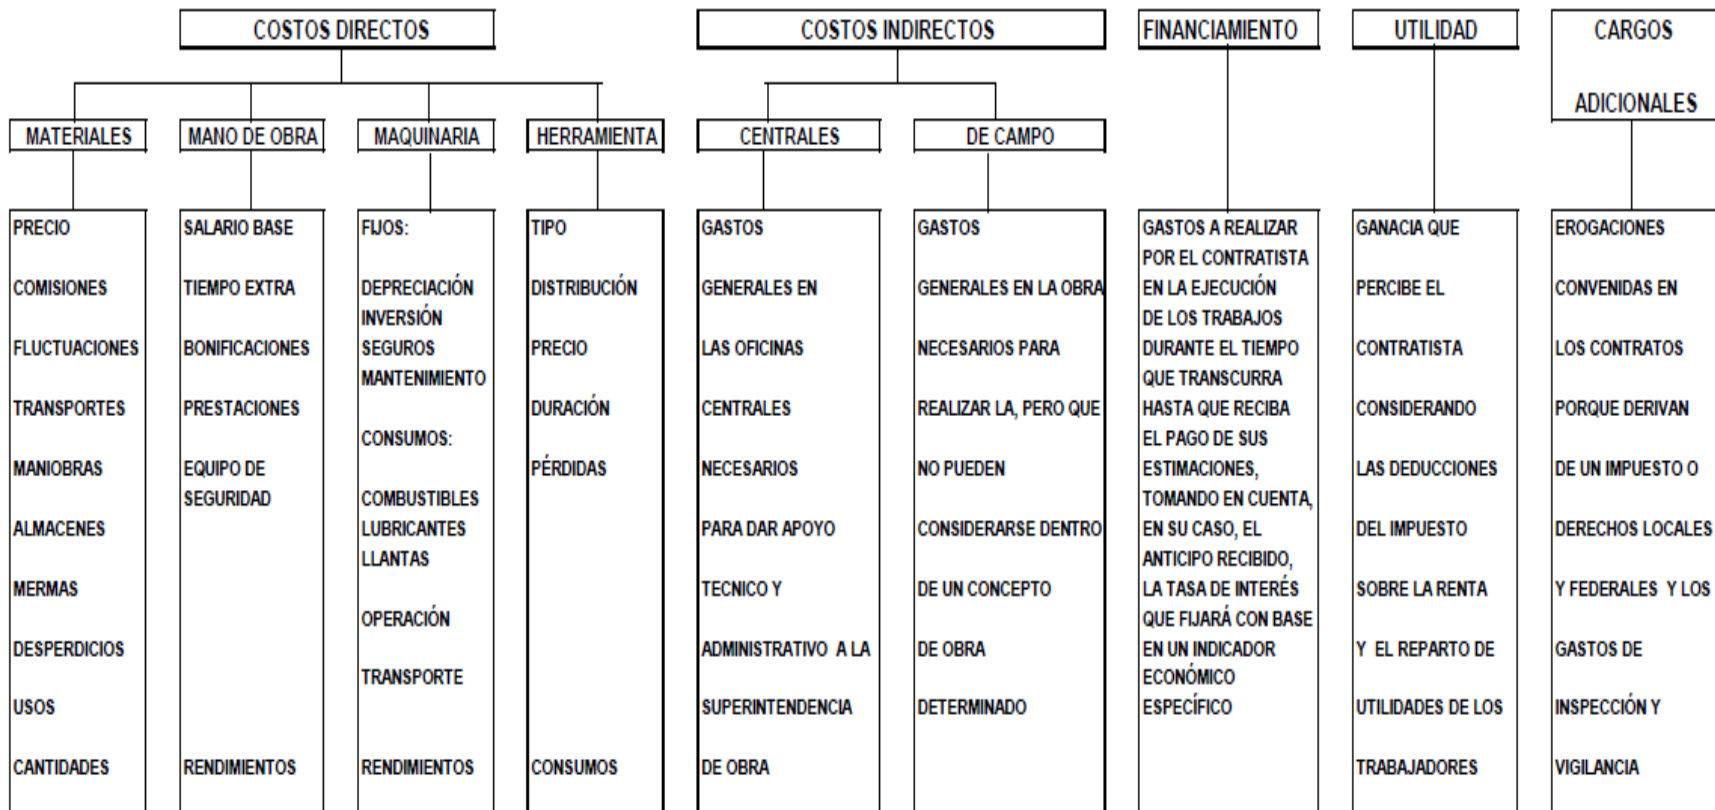 COSTOS DIRECTOS
COSTOS INDIRECTOS
FINANCIAMIENTO
UTILIDAD
CARGOS
ADICIONALES
MATERIALES
MANO DE OBRA
MAQUINARIA
HERRAMIENTA
CENTRALES
DE CAMPO
PRECIO
COMISIONES
FLUCTUACIONES
TRANSPORTES
MANIOBRAS
ALMACENES
MERMAS
DESPERDICIOS
USOS
CANTIDADES
SALARIO BASE
TIEMPO EXTRA
BONIFICACIONES
PRESTACIONES
EQUIPO DE
SEGURIDAD
RENDIMIENTOS
FIJOS:
DEPRECIACIÓN
INVERSIÓN
SEGUROS
MANTENIMIENTO
CONSUMOS:
COMBUSTIBLES
LUBRICANTES
LLANTAS
OPERACIÓN
TRANSPORTE
RENDIMIENTOS
TIPO
DISTRIBUCIÓN
PRECIO
DURACIÓN
PÉRDIDAS
CONSUMOS
GASTOS
GENERALES EN
LAS OFICINAS
CENTRALES
NECESARIOS
PARA DAR APOYO
TECNICO Y
ADMINISTRATIVO A LA
SUPERINTENDENCIA
DE OBRA
GASTOS
GENERALES EN LA OBRA
NECESARIOS PARA
REALIZAR LA, PERO QUE
NO PUEDEN
CONSIDERARSE DENTRO
DE UN CONCEPTO
DE OBRA
DETERMINADO
GASTOS A REALIZAR
POR EL CONTRATISTA
EN LA EJECUCIÓN
DE LOS TRABAJOS
DURANTE EL TIEMPO
QUE TRANSCURRA
HASTA QUE RECIBA
EL PAGO DE SUS
ESTIMACIONES,
TOMANDO EN CUENTA,
EN SU CASO, EL
ANTICIPO RECIBIDO,
LA TASA DE INTERÉS
QUE FIJARÁ CON BASE
EN UN INDICADOR
ECONÓMICO
ESPECÍFICO
GANACIA QUE
PERCIBE EL
CONTRATISTA
CONSIDERANDO
LAS DEDUCCIONES
DEL IMPUESTO
SOBRE LA RENTA
Y EL REPARTO DE
UTILIDADES DE LOS
TRABAJADORES
EROGACIONES
CONVENIDAS EN
LOS CONTRATOS
PORQUE DERIVAN
DE UN IMPUESTO O
DERECHOS LOCALES
Y FEDERALES Y LOS
GASTOS DE
INSPECCIÓN Y
VIGILANCIA